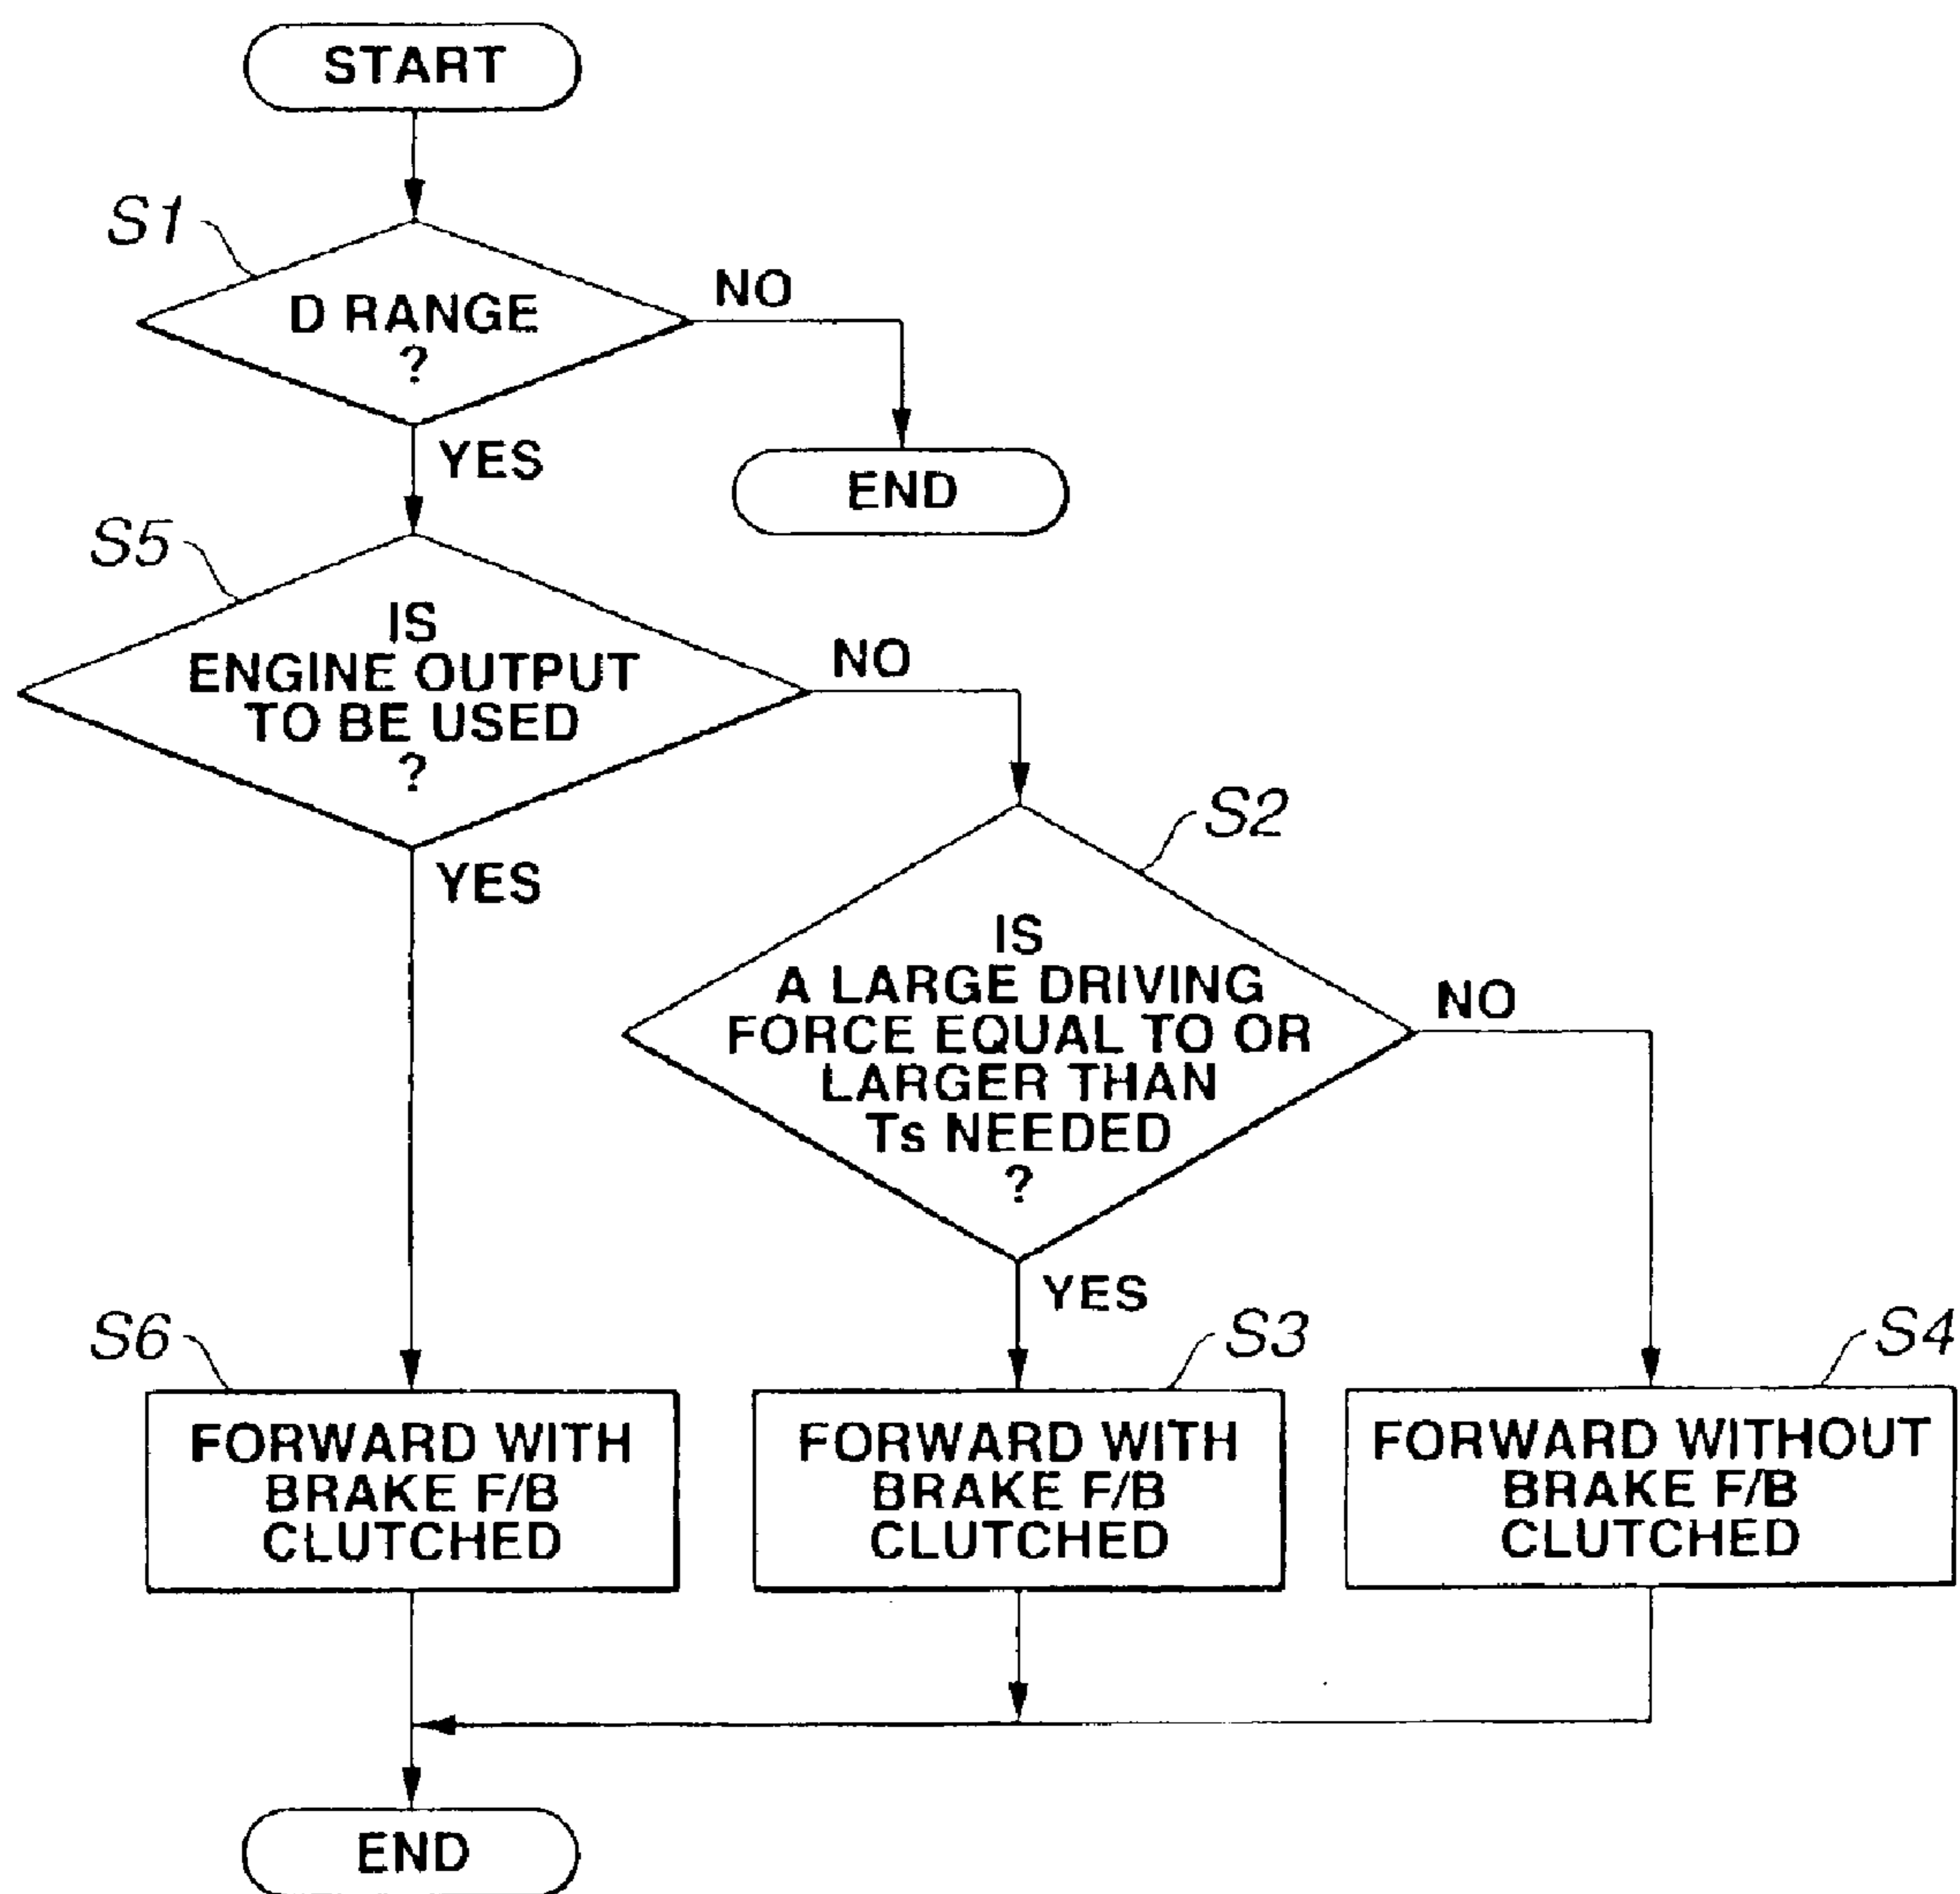 START
S1
D RANGE
?
NO
YES
END
S5
IS
ENGINE OUTPUT
TO BE USED
?
NO
YES
S2
IS
A LARGE DRIVING
FORCE EQUAL TO OR
LARGER THAN
Ts NEEDED
?
NO
YES
S6
FORWARD WITH
BRAKE F/B
CLUTCHED
S3
FORWARD WITH
BRAKE F/B
CLUTCHED
S4
FORWARD WITHOUT
BRAKE F/B
CLUTCHED
END